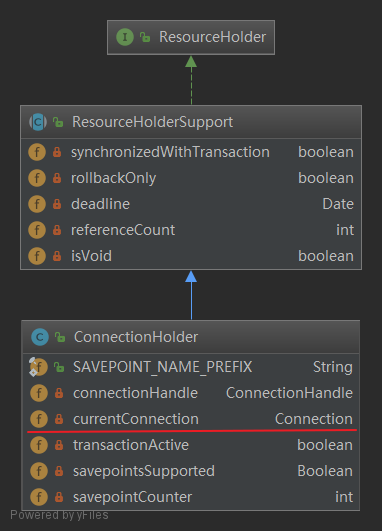 ResourceHolder
ResourceHolderSupport
synchronizedWithTransaction boolean
rollbackOnly boolean
deadline Date
referenceCount int
isVoid boolean
ConnectionHolder
SAVEPOINT_NAME_PREFIX String
connectionHandle ConnectionHandle
currentConnection Connection
transactionActive boolean
savepointsSupported Boolean
savepointCounter int
Powered by yFiles